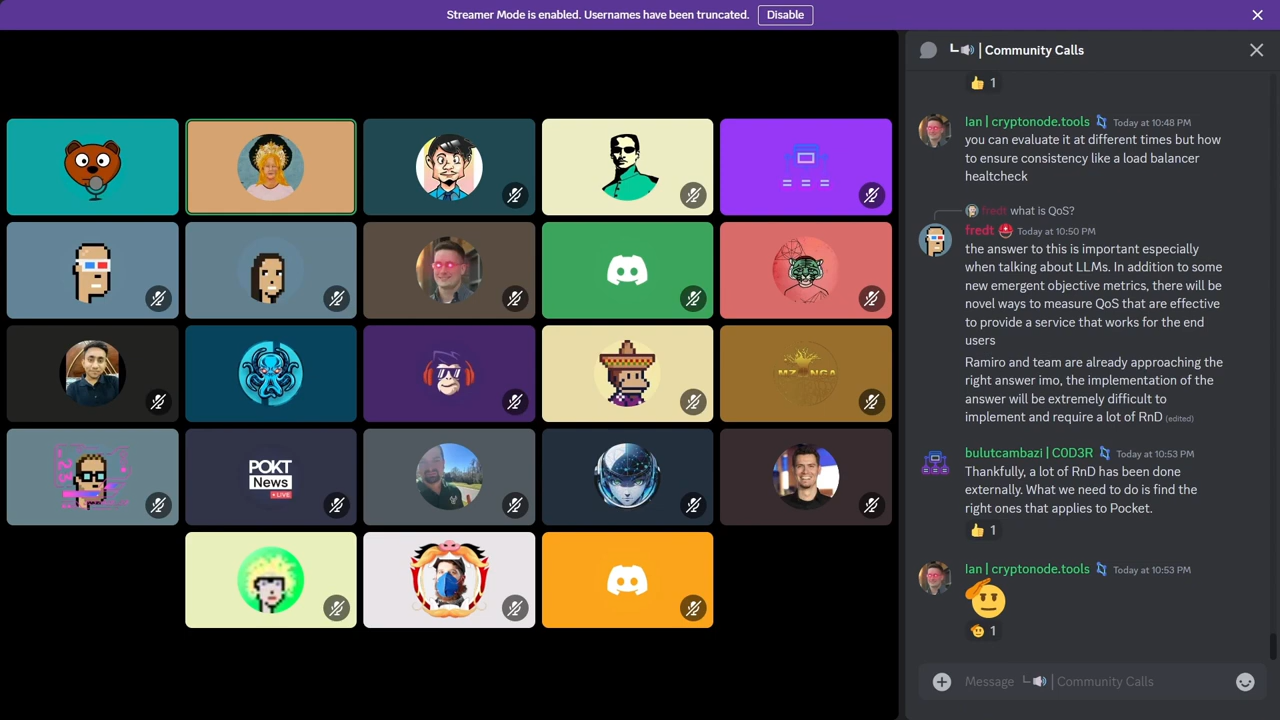 Streamer Mode is enabled. Usernames have been truncated. Disable
Community Calls
1
Ian | cryptonode.tools Today at 10:48 PM
you can evaluate it at different times but how
to ensure consistency like a load balancer
healtcheck
fredt what is QoS?
fredt Today at 10:50 PM
the answer to this is important especially
when talking about LLMs. In addition to some
new emergent objective metrics, there will be
novel ways to measure QoS that are effective
to provide a service that works for the end
users
Ramiro and team are already approaching the
right answer imo, the implementation of the
answer will be extremely difficult to
implement and require a lot of RnD (edited)
bulutcambazi | C0D3R Today at 10:53 PM
Thankfully, a lot of RnD has been done
externally. What we need to do is find the
right ones that applies to Pocket.
1
Ian | cryptonode.tools Today at 10:53 PM
1
Message Community Calls
POKT
News
LIVE